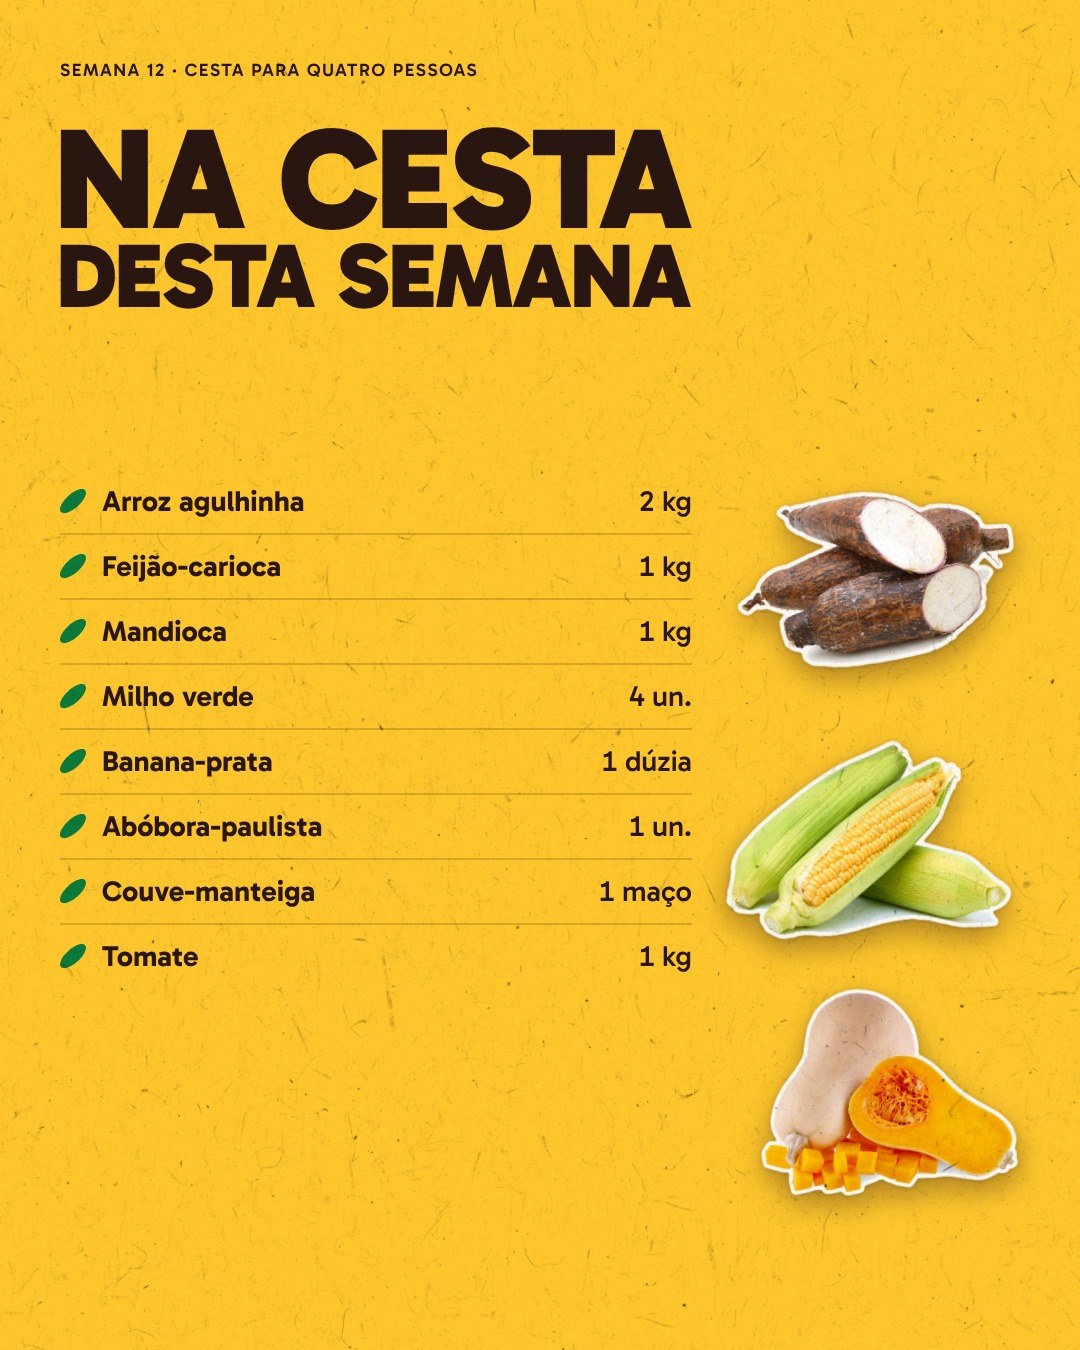 SEMANA 12 · CESTA PARA QUATRO PESSOAS
NA CESTA
DESTA SEMANA
Arroz agulhinha 2 kg
Feijão-carioca 1 kg
Mandioca 1 kg
Milho verde 4 un.
Banana-prata 1 dúzia
Abóbora-paulista 1 un.
Couve-manteiga 1 maço
Tomate 1 kg